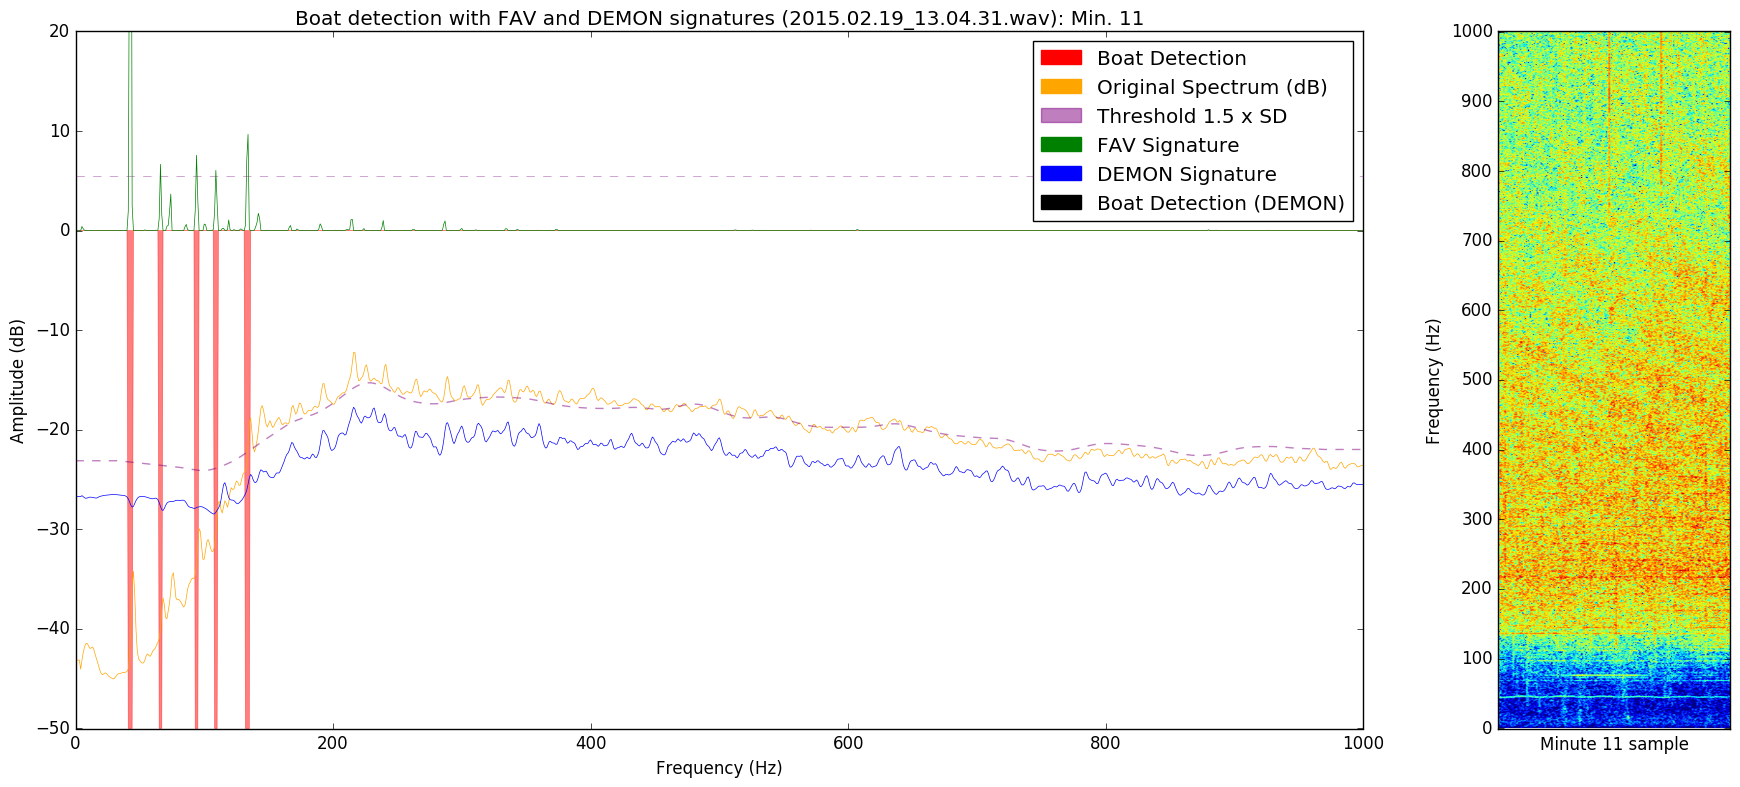 Boat detection with FAV and DEMON signatures (2015.02.19_13.04.31.wav): Min. 11
20
10
0
−10
−20
−30
−40
−50
Amplitude (dB)
0 200 400 600 800 1000
Frequency (Hz)
Boat Detection
Original Spectrum (dB)
Threshold 1.5 x SD
FAV Signature
DEMON Signature
Boat Detection (DEMON)
1000
900
800
700
600
500
400
300
200
100
0
Frequency (Hz)
Minute 11 sample